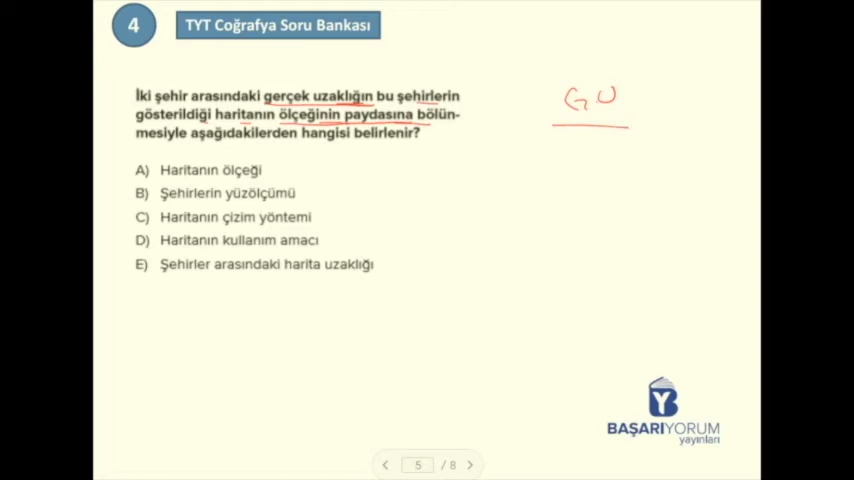 4
TYT Coğrafya Soru Bankası
İki şehir arasındaki gerçek uzaklığın bu şehirlerin
gösterildiği haritanın ölçeğinin paydasına bölün-
mesiyle aşağıdakilerden hangisi belirlenir?
G.U
A) Haritanın ölçeği
B) Şehirlerin yüzölçümü
C) Haritanın çizim yöntemi
D) Haritanın kullanım amacı
E) Şehirler arasındaki harita uzaklığı
BAŞARIYORUM
yayınları
5 / 8